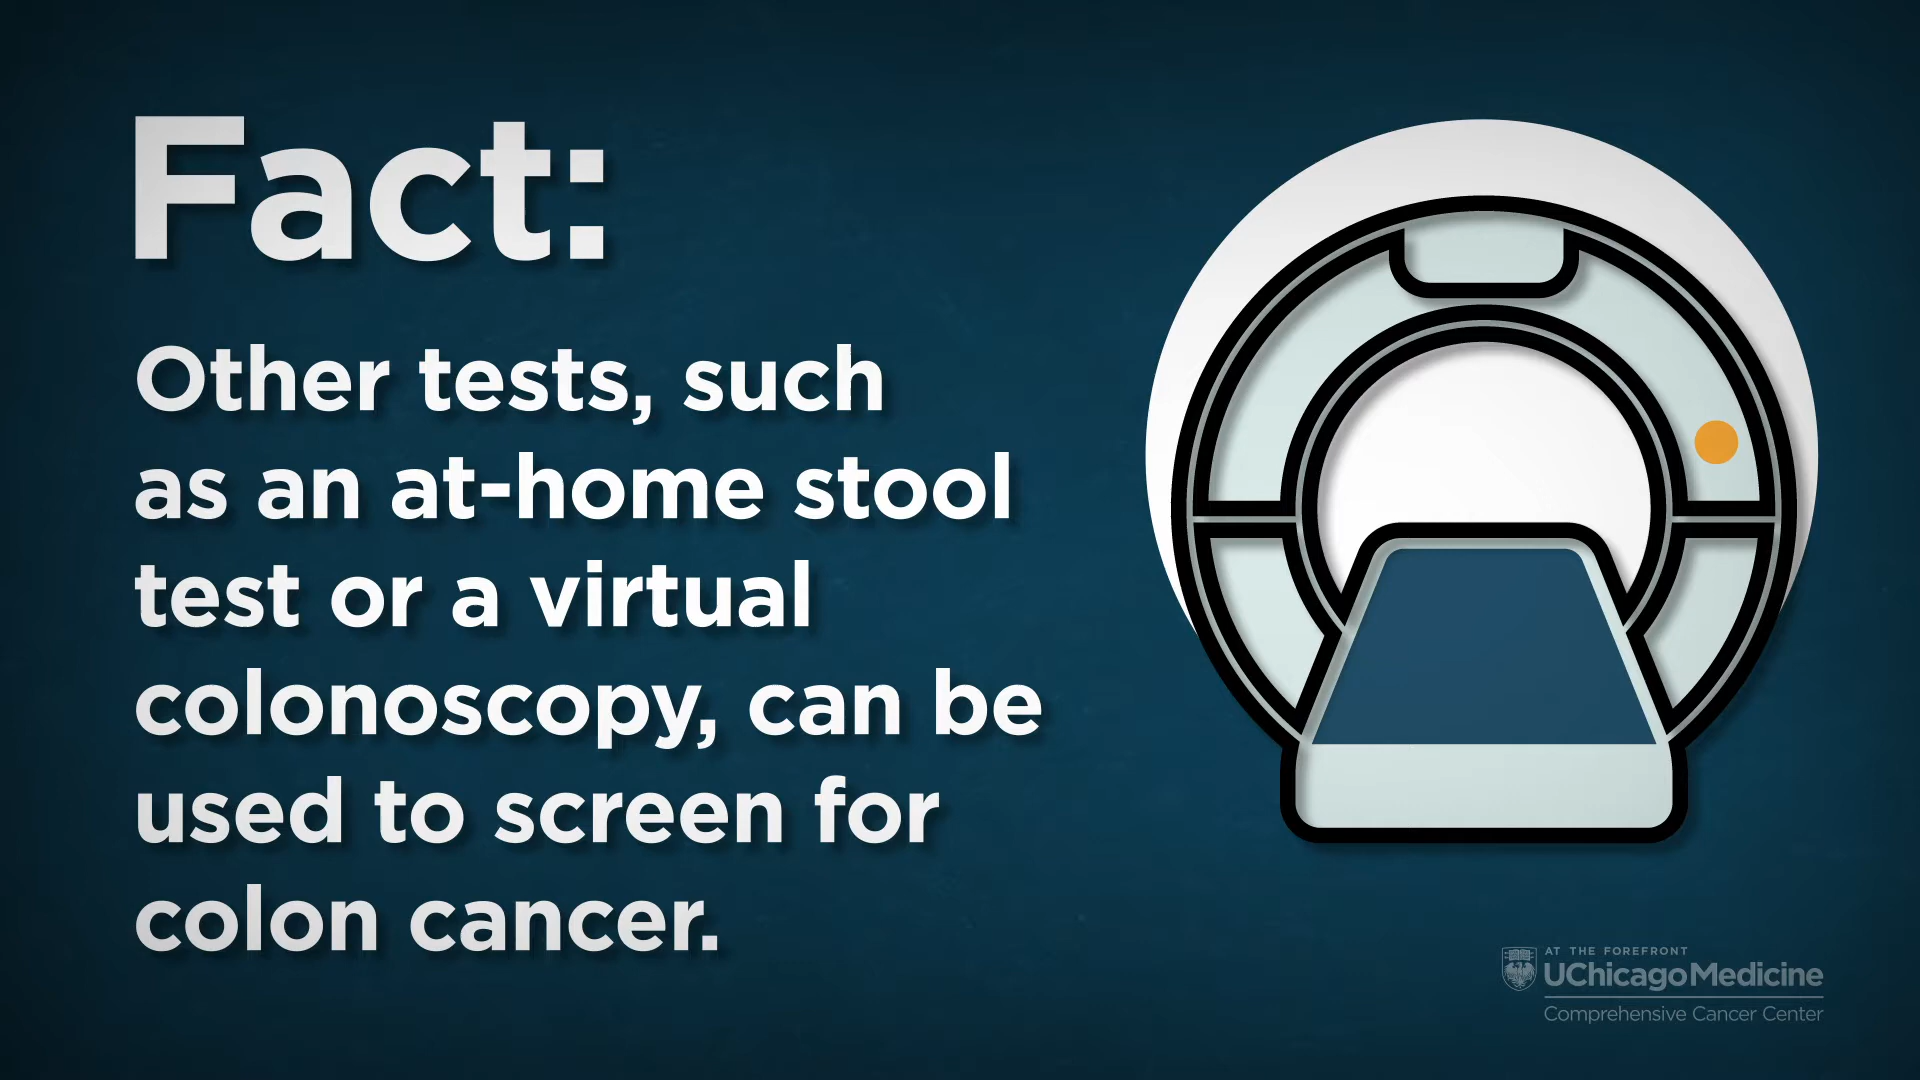 Fact:
Other tests, such
as an at-home stool
test or a virtual
colonoscopy, can be
used to screen for
colon cancer.
AT THE FOREFRONT
UChicagoMedicine
Comprehensive Cancer Center